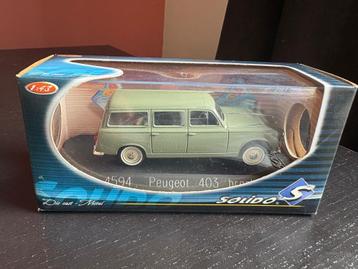 1:43
4594. Peugeot 403
Die cast - Metal
SOLIDO S